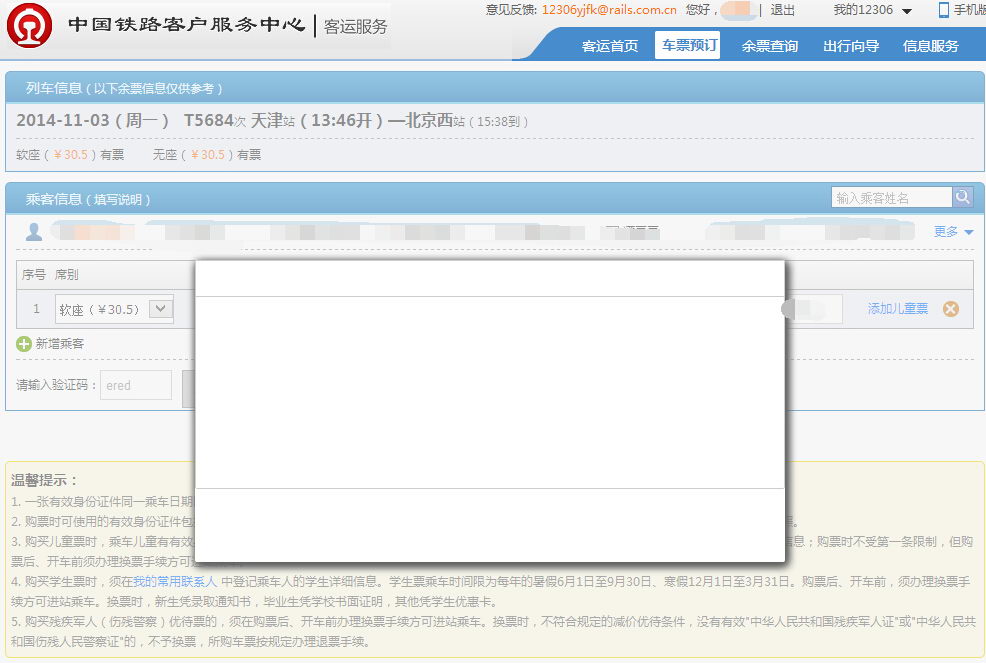 中国铁路客户服务中心 | 客运服务
意见反馈: 12306yjfk@rails.com.cn 您好, | 退出 我的12306 手机版
客运首页 车票预订 余票查询 出行向导 信息服务
列车信息（以下余票信息仅供参考）
2014-11-03（周一） T5684次 天津站（13:46开）—北京西站（15:38到）
软座（￥30.5）有票 无座（￥30.5）有票
乘客信息（填写说明） 输入乘客姓名
更多
序号 席别
1 软座（￥30.5） 添加儿童票
新增乘客
请输入验证码： ered
温馨提示：
1. 一张有效身份证件同一乘车日期
2. 购票时可使用的有效身份证件包 票。
3. 购买儿童票时，乘车儿童有有效 信息；购票时不受第一条限制，但购
票后、开车前须办理换票手续方可进
4. 购买学生票时，须在我的常用联系人 中登记乘车人的学生详细信息。学生票乘车时间限为每年的暑假6月1日至9月30日、寒假12月1日至3月31日。购票后、开车前，须办理换票手
续方可进站乘车。换票时，新生凭录取通知书，毕业生凭学校书面证明，其他凭学生优惠卡。
5. 购买残疾军人（伤残警察）优待票的，须在购票后、开车前办理换票手续方可进站乘车。换票时，不符合规定的减价优待条件，没有有效"中华人民共和国残疾军人证"或"中华人民共
和国伤残人民警察证"的，不予换票，所购车票按规定办理退票手续。